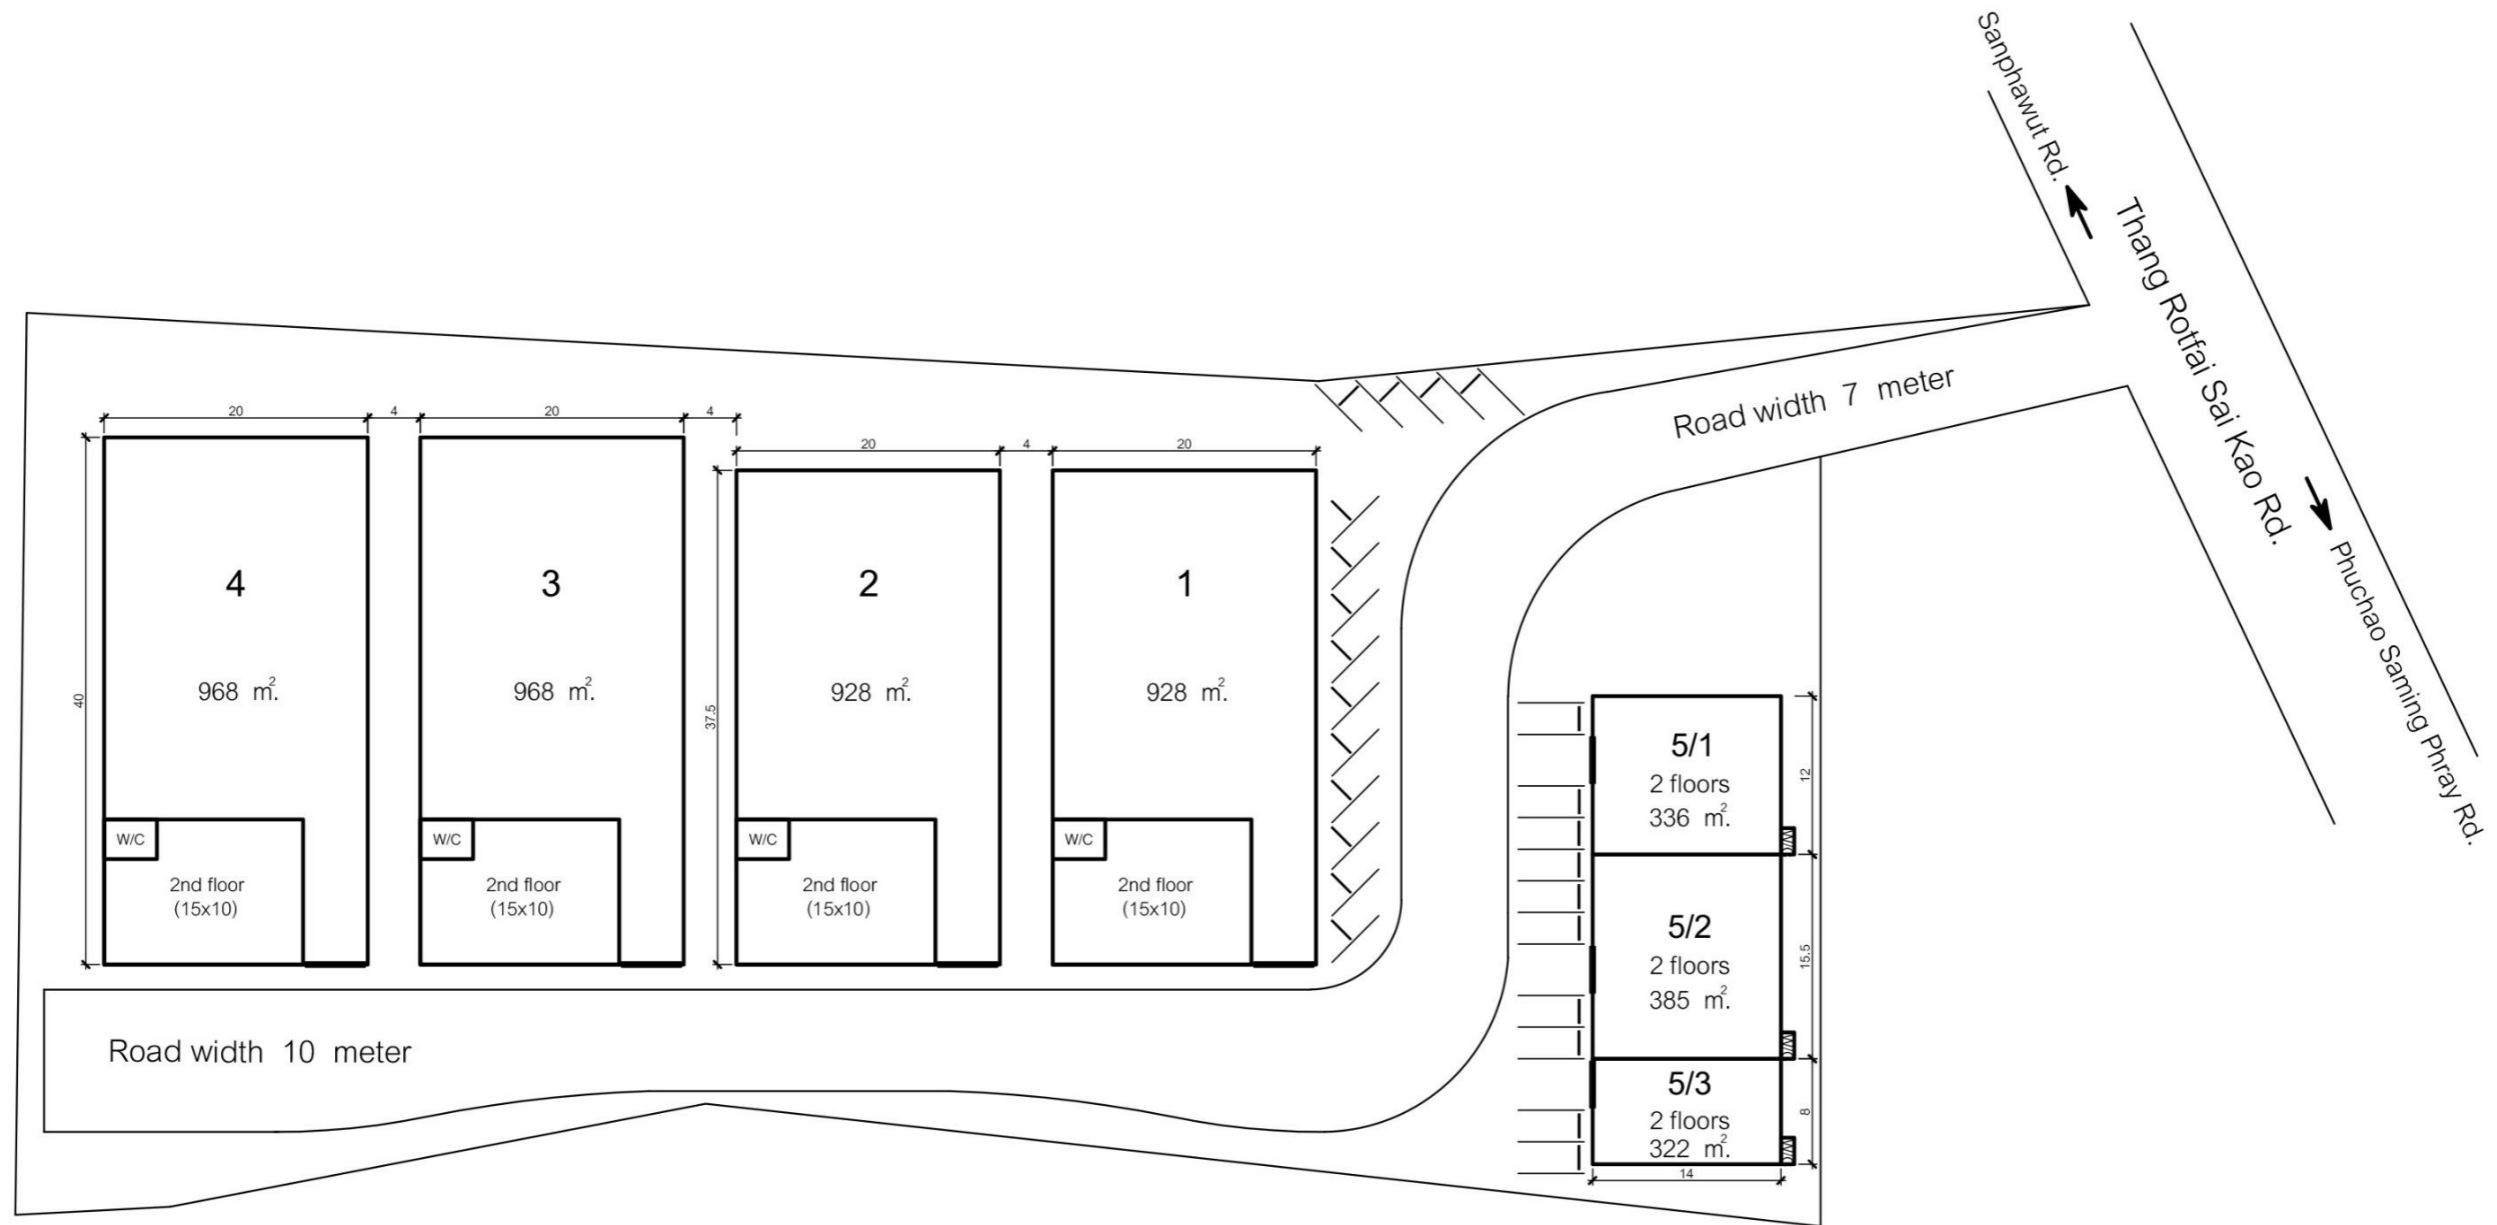 Sanphawut Rd.
Thang Rotfai Sai Kao Rd.
Phuchao Saming Phray Rd.
Road width 7 meter
20
4
20
4
20
4
20
40
37.5
4
968 m².
W/C
2nd floor
(15x10)
3
968 m².
W/C
2nd floor
(15x10)
2
928 m².
W/C
2nd floor
(15x10)
1
928 m².
W/C
2nd floor
(15x10)
5/1
2 floors
336 m².
12
W/C
5/2
2 floors
385 m².
15.5
W/C
5/3
2 floors
322 m².
8
W/C
14
Road width 10 meter